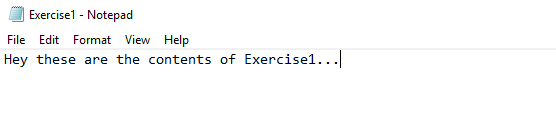 Exercise1 - Notepad
File Edit Format View Help
Hey these are the contents of Exercise1...